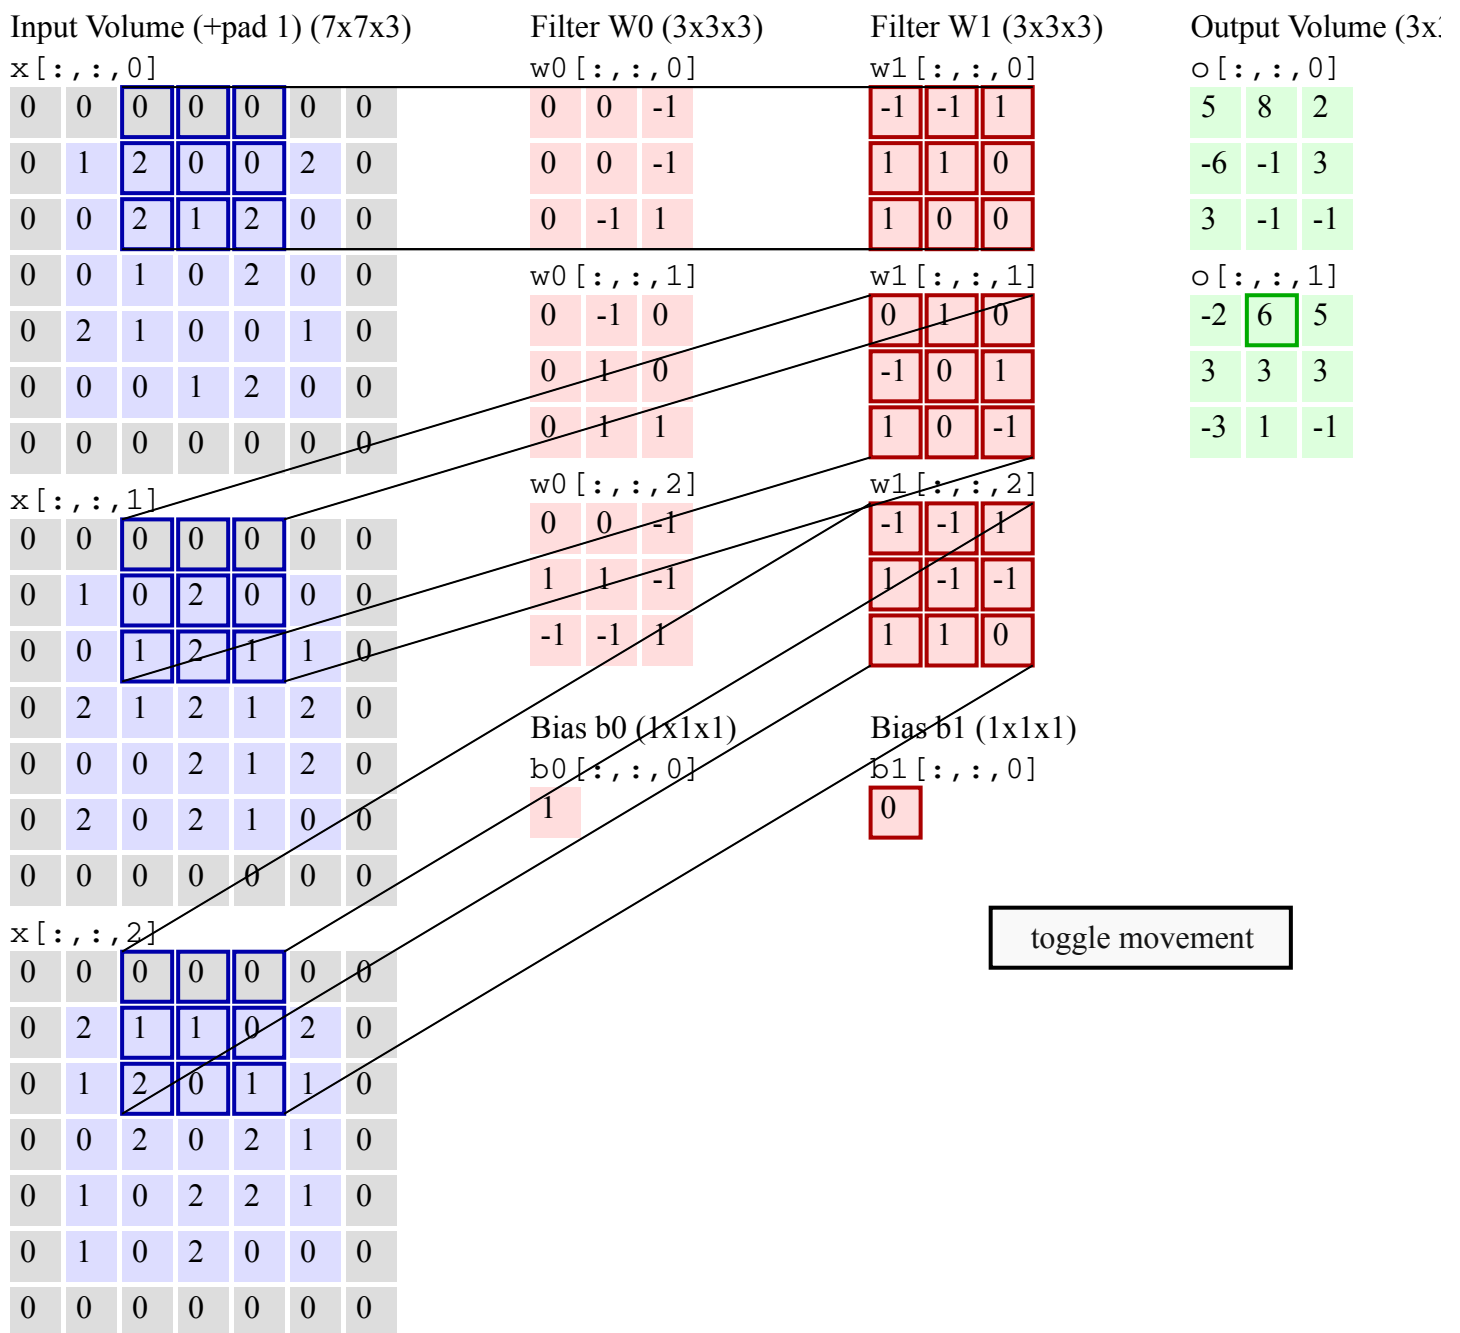 Input Volume (+pad 1) (7x7x3)
x[:,:,0]
0 0 0 0 0 0 0
0 1 2 0 0 2 0
0 0 2 1 2 0 0
0 0 1 0 2 0 0
0 2 1 0 0 1 0
0 0 0 1 2 0 0
0 0 0 0 0 0 0
x[:,:,1]
0 0 0 0 0 0 0
0 1 0 2 0 0 0
0 0 1 2 1 1 0
0 2 1 2 1 2 0
0 0 0 2 1 2 0
0 2 0 2 1 0 0
0 0 0 0 0 0 0
x[:,:,2]
0 0 0 0 0 0 0
0 2 1 1 0 2 0
0 1 2 0 1 1 0
0 0 2 0 2 1 0
0 1 0 2 2 1 0
0 1 0 2 0 0 0
0 0 0 0 0 0 0
Filter W0 (3x3x3)
w0[:,:,0]
0 0 -1
0 0 -1
0 -1 1
w0[:,:,1]
0 -1 0
0 1 0
0 1 1
w0[:,:,2]
0 0 -1
1 1 -1
-1 -1 1
Bias b0 (1x1x1)
b0[:,:,0]
1
Filter W1 (3x3x3)
w1[:,:,0]
-1 -1 1
1 1 0
1 0 0
w1[:,:,1]
0 1 0
-1 0 1
1 0 -1
w1[:,:,2]
-1 -1 1
1 -1 -1
1 1 0
Bias b1 (1x1x1)
b1[:,:,0]
0
Output Volume (3x
o[:,:,0]
5 8 2
-6 -1 3
3 -1 -1
o[:,:,1]
-2 6 5
3 3 3
-3 1 -1
toggle movement